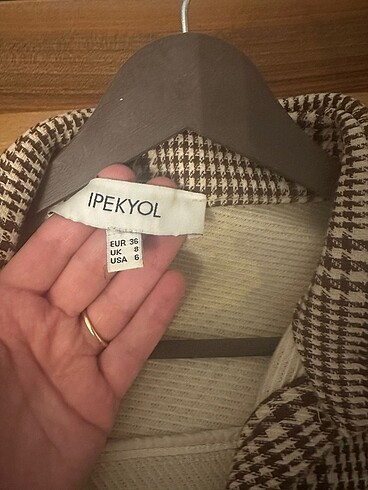 IPEKYOL
EUR 36
UK 8
USA 6